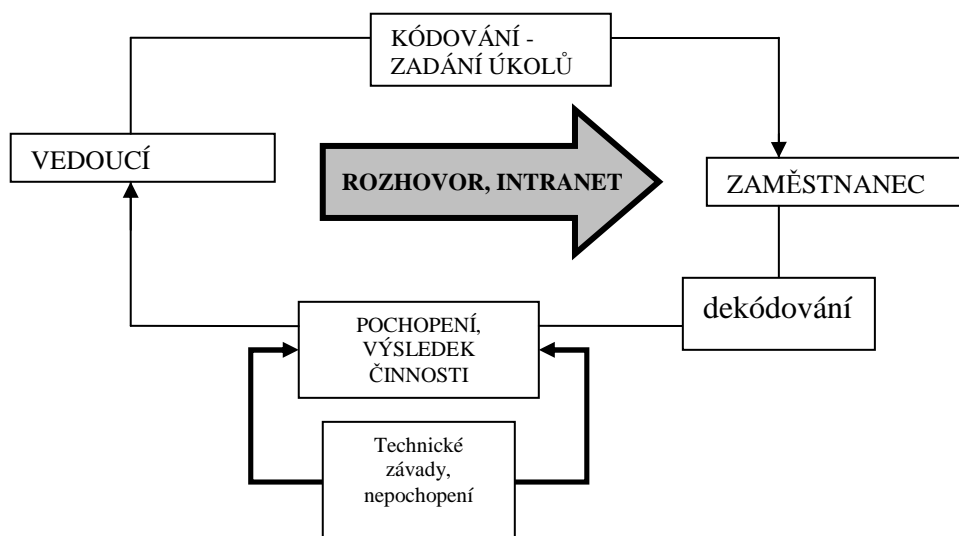 KÓDOVÁNÍ -
ZADÁNÍ ÚKOLŮ
VEDOUCÍ
ROZHOVOR, INTRANET
ZAMĚSTNANEC
dekódování
POCHOPENÍ,
VÝSLEDEK
ČINNOSTI
Technické
závady,
nepochopení